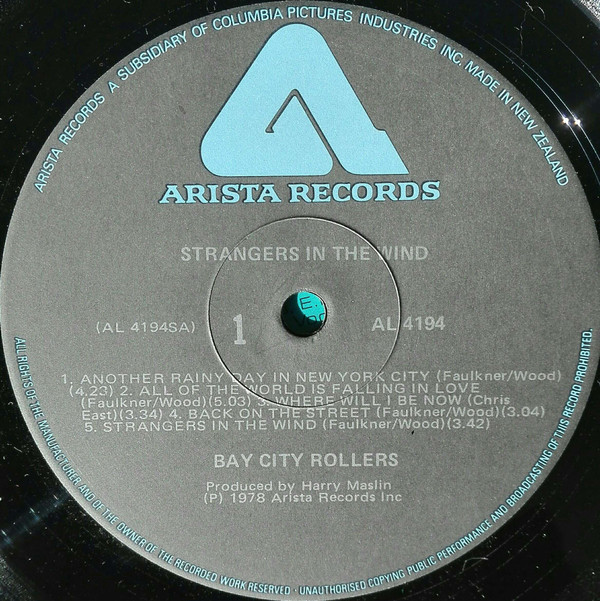 ARISTA RECORDS A SUBSIDIARY OF COLUMBIA PICTURES INDUSTRIES INC. MADE IN NEW ZEALAND
ARISTA RECORDS
STRANGERS IN THE WIND
(AL 4194SA) 1 AL 4194
1. ANOTHER RAINY DAY IN NEW YORK CITY (Faulkner/Wood)
(4.23) 2. ALL OF THE WORLD IS FALLING IN LOVE
(Faulkner/Wood)(5.03) 3. WHERE WILL I BE NOW (Chris
East)(3.34) 4. BACK ON THE STREET (Faulkner/Wood)(3.04)
5. STRANGERS IN THE WIND (Faulkner/Wood)(3.42)
BAY CITY ROLLERS
Produced by Harry Maslin
(P) 1978 Arista Records Inc
ALL RIGHTS OF THE MANUFACTURER AND OF THE OWNER OF THE RECORDED WORK RESERVED · UNAUTHORISED COPYING PUBLIC PERFORMANCE AND BROADCASTING OF THIS RECORD PROHIBITED.